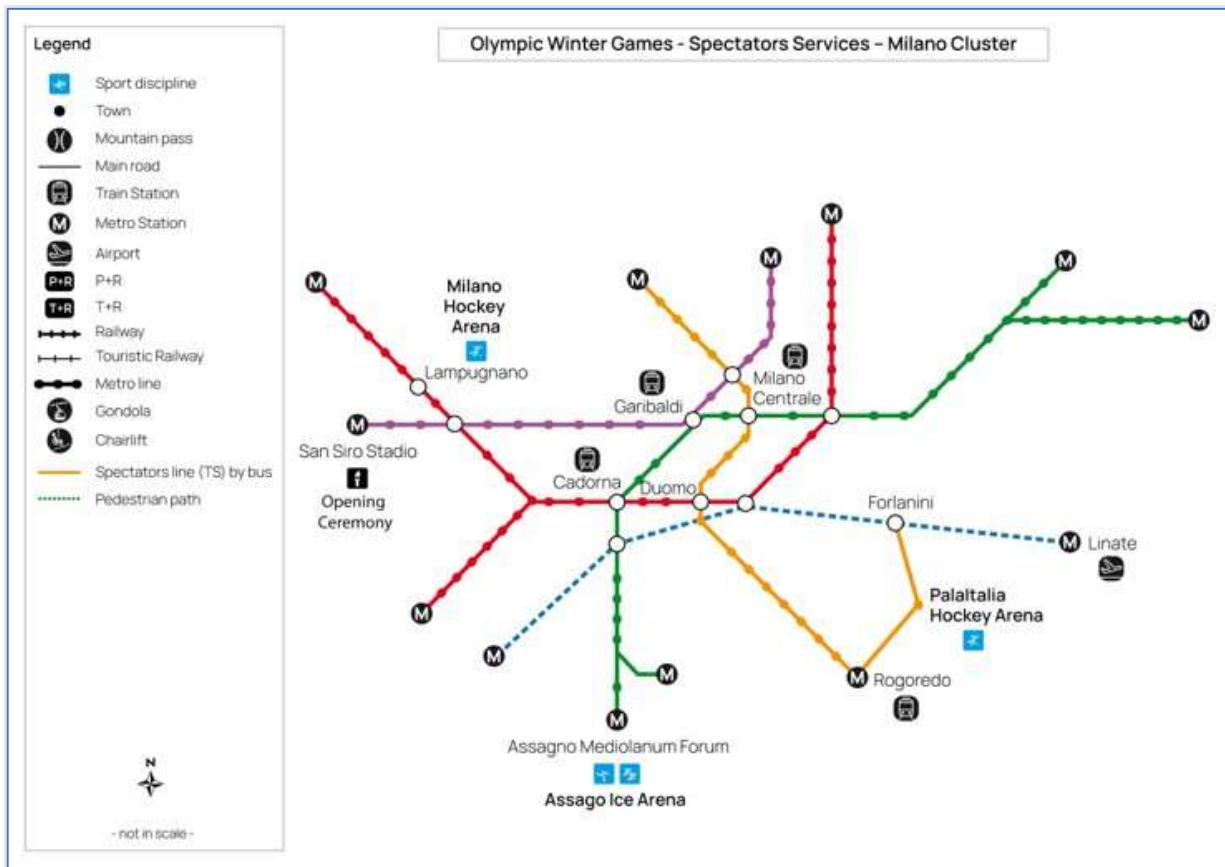 Legend
Sport discipline
Town
Mountain pass
Main road
Train Station
M
Metro Station
Airport
P+R
P+R
T+R
T+R
Railway
Touristic Railway
Metro line
Gondola
Chairlift
Spectators line (TS) by bus
Pedestrian path
N
- not in scale -
Olympic Winter Games - Spectators Services – Milano Cluster
M
M
M
M
M
M
Milano
Hockey
Arena
Lampugnano
Garibaldi
Milano
Centrale
M
San Siro Stadio
Opening
Ceremony
Cadorna
Duomo
Forlanini
M
Linate
M
M
PalaItalia
Hockey Arena
M
M
Rogoredo
M
Assagno Mediolanum Forum
Assago Ice Arena